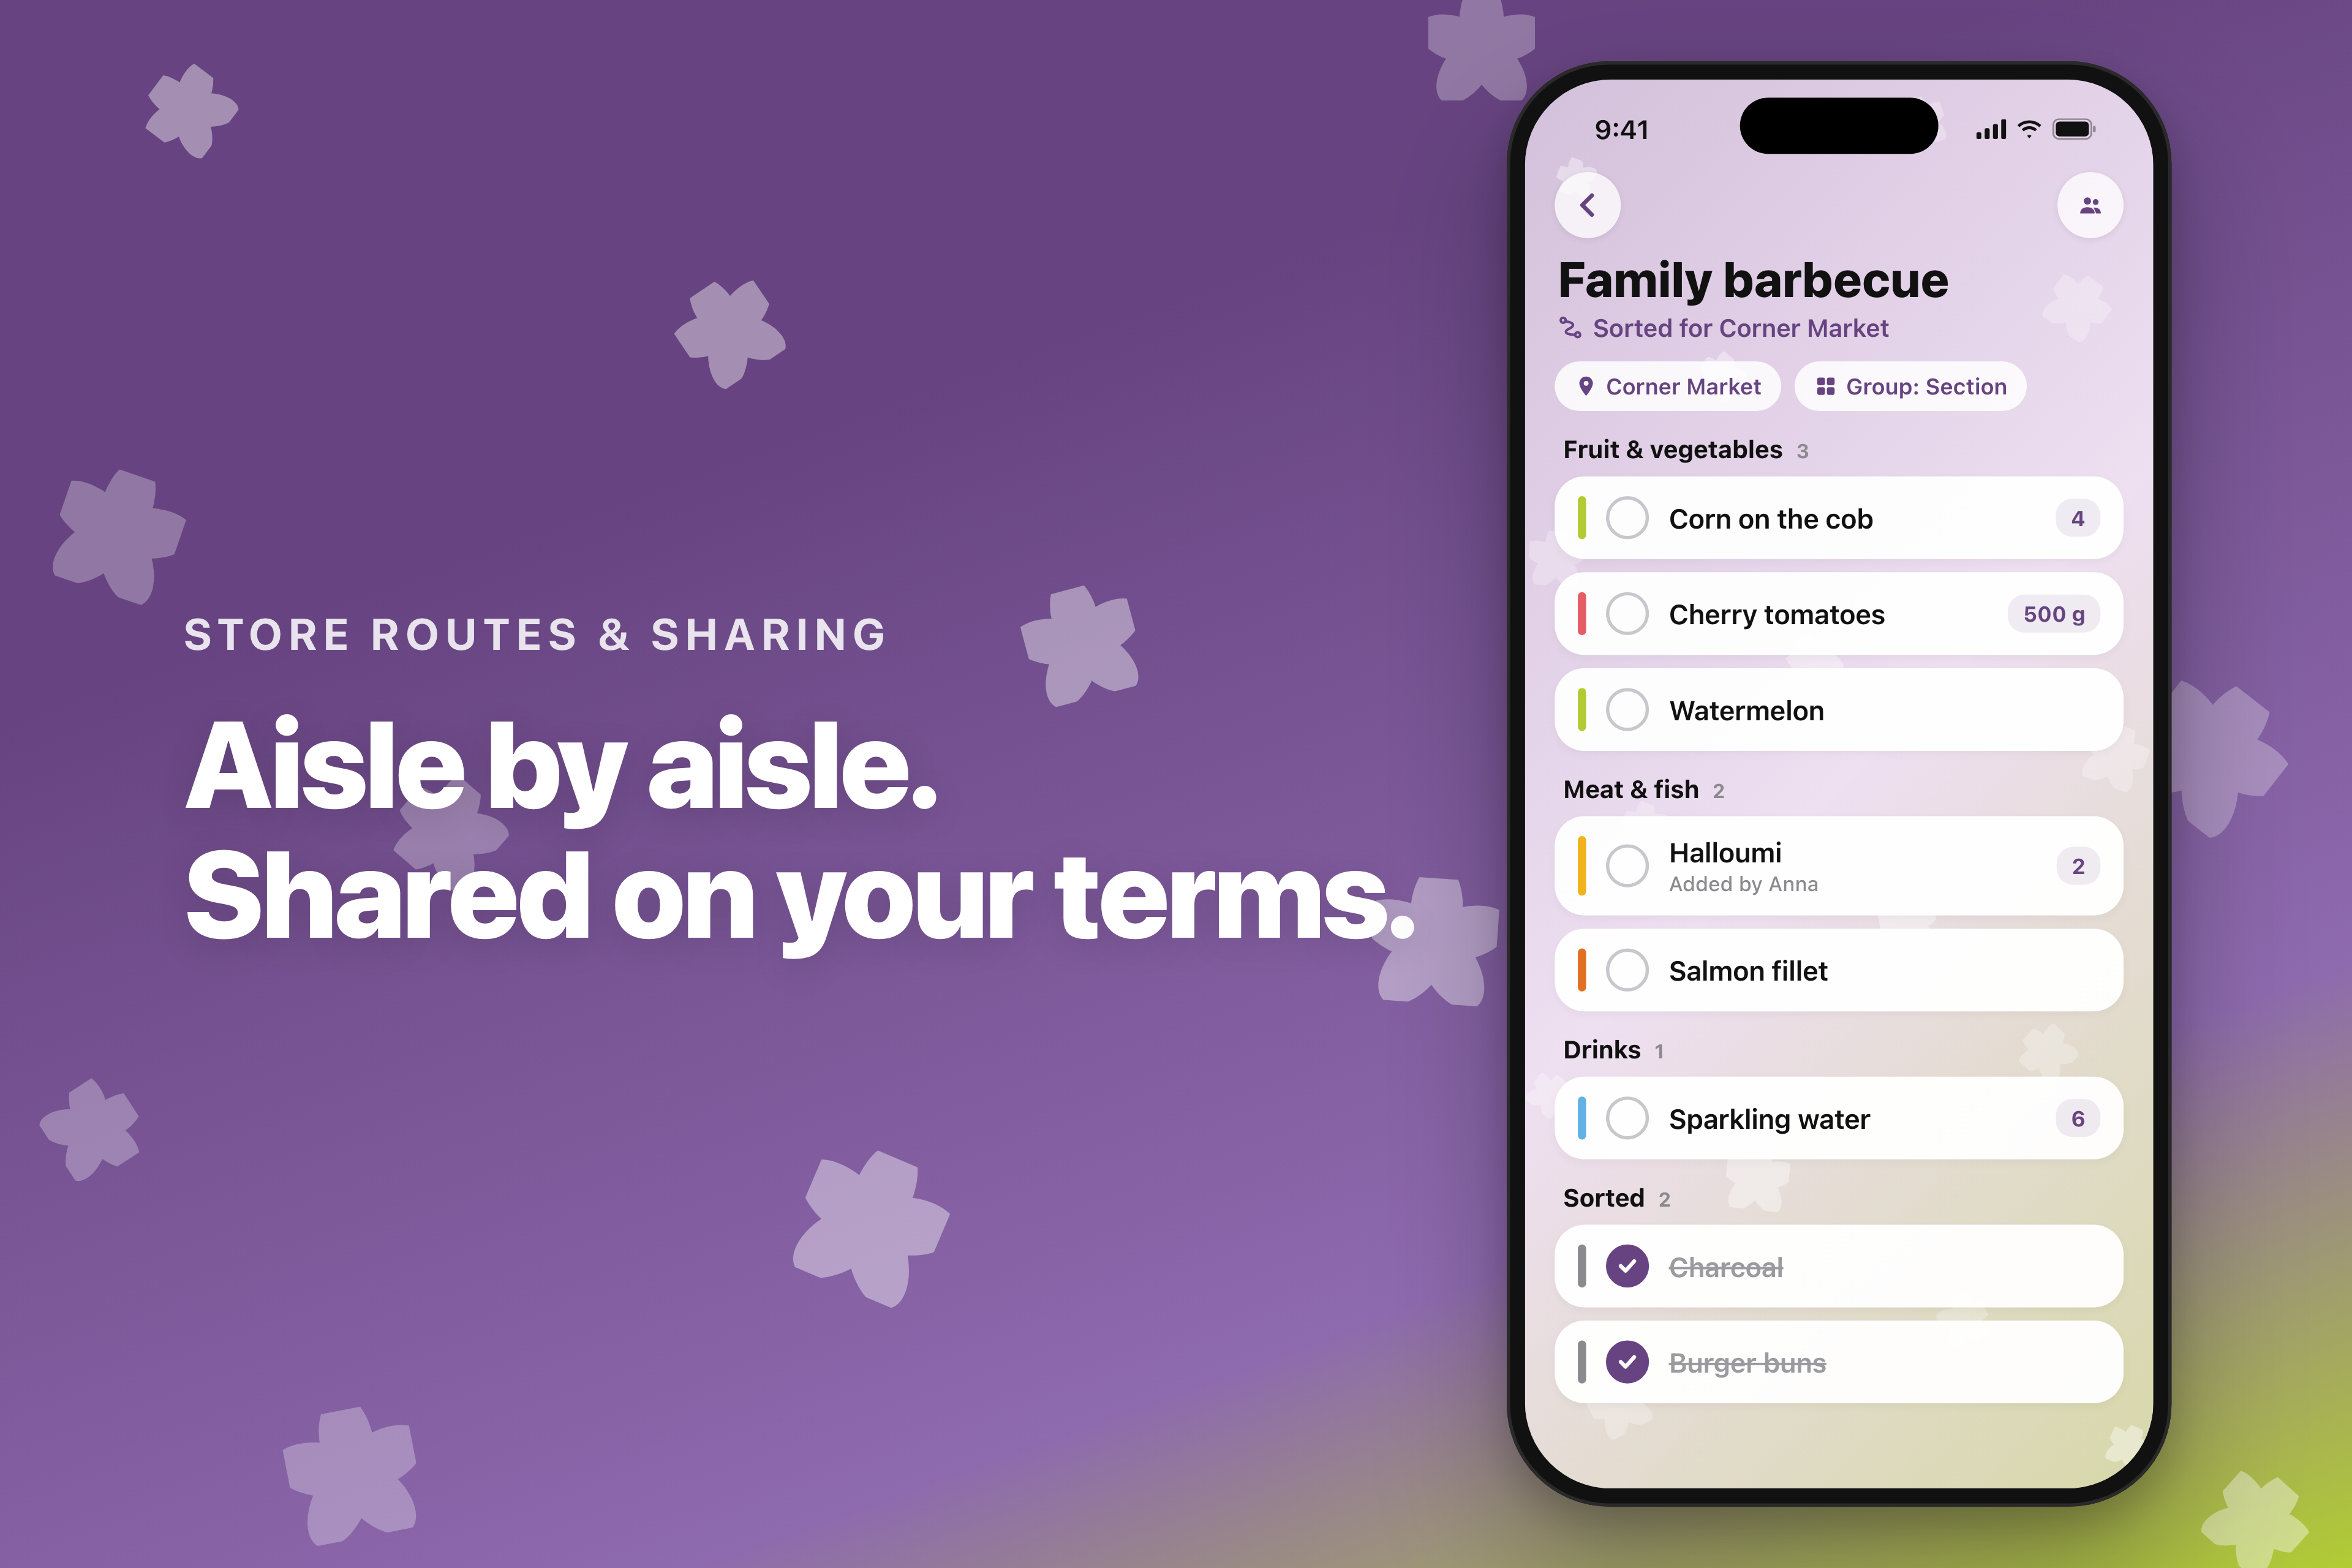 STORE ROUTES & SHARING
Aisle by aisle.
Shared on your terms.
9:41
Family barbecue
Sorted for Corner Market
Corner Market
Group: Section
Fruit & vegetables 3
Corn on the cob 4
Cherry tomatoes 500 g
Watermelon
Meat & fish 2
Halloumi 2
Added by Anna
Salmon fillet
Drinks 1
Sparkling water 6
Sorted 2
Charcoal
Burger buns